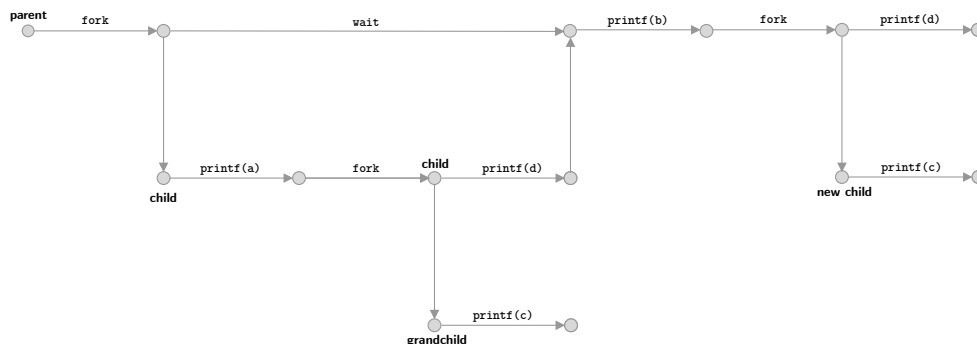 parent
fork
wait
printf(b)
fork
printf(d)
child
printf(a)
fork
child
printf(d)
new child
printf(c)
grandchild
printf(c)